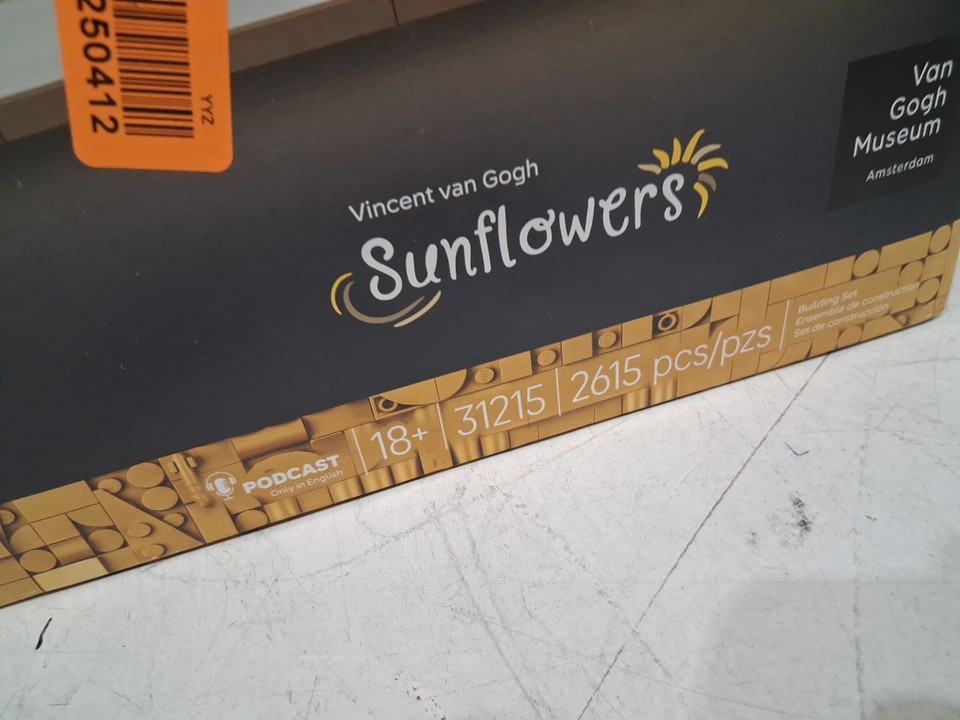 250412
YYZ
Van
Gogh
Museum
Amsterdam
Vincent van Gogh
Sunflowers
PODCAST
Only in English
18+
31215
2615 pcs/pzs
Building Set
Ensemble de construction
Set de construcción